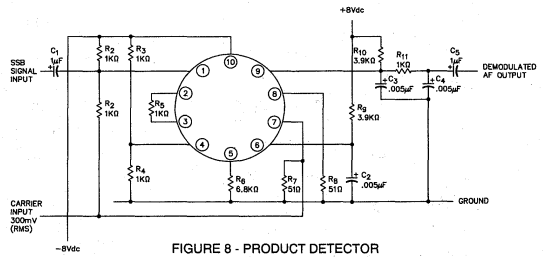 +8Vdc
C1
1µF
+
SSB
SIGNAL
INPUT
R2
1KΩ
R3
1KΩ
R10
3.9KΩ
R11
1KΩ
C5
1µF
+
DEMODULATED
AF OUTPUT
10
1
9
2
8
3
7
4
6
5
R5
1KΩ
+
C3
.005µF
+
C4
.005µF
R2
1KΩ
R9
3.9KΩ
R4
1KΩ
R6
6.8KΩ
R7
51Ω
R8
51Ω
+
C2
.005µF
CARRIER
INPUT
300mV
(RMS)
GROUND
−8Vdc
FIGURE 8 - PRODUCT DETECTOR